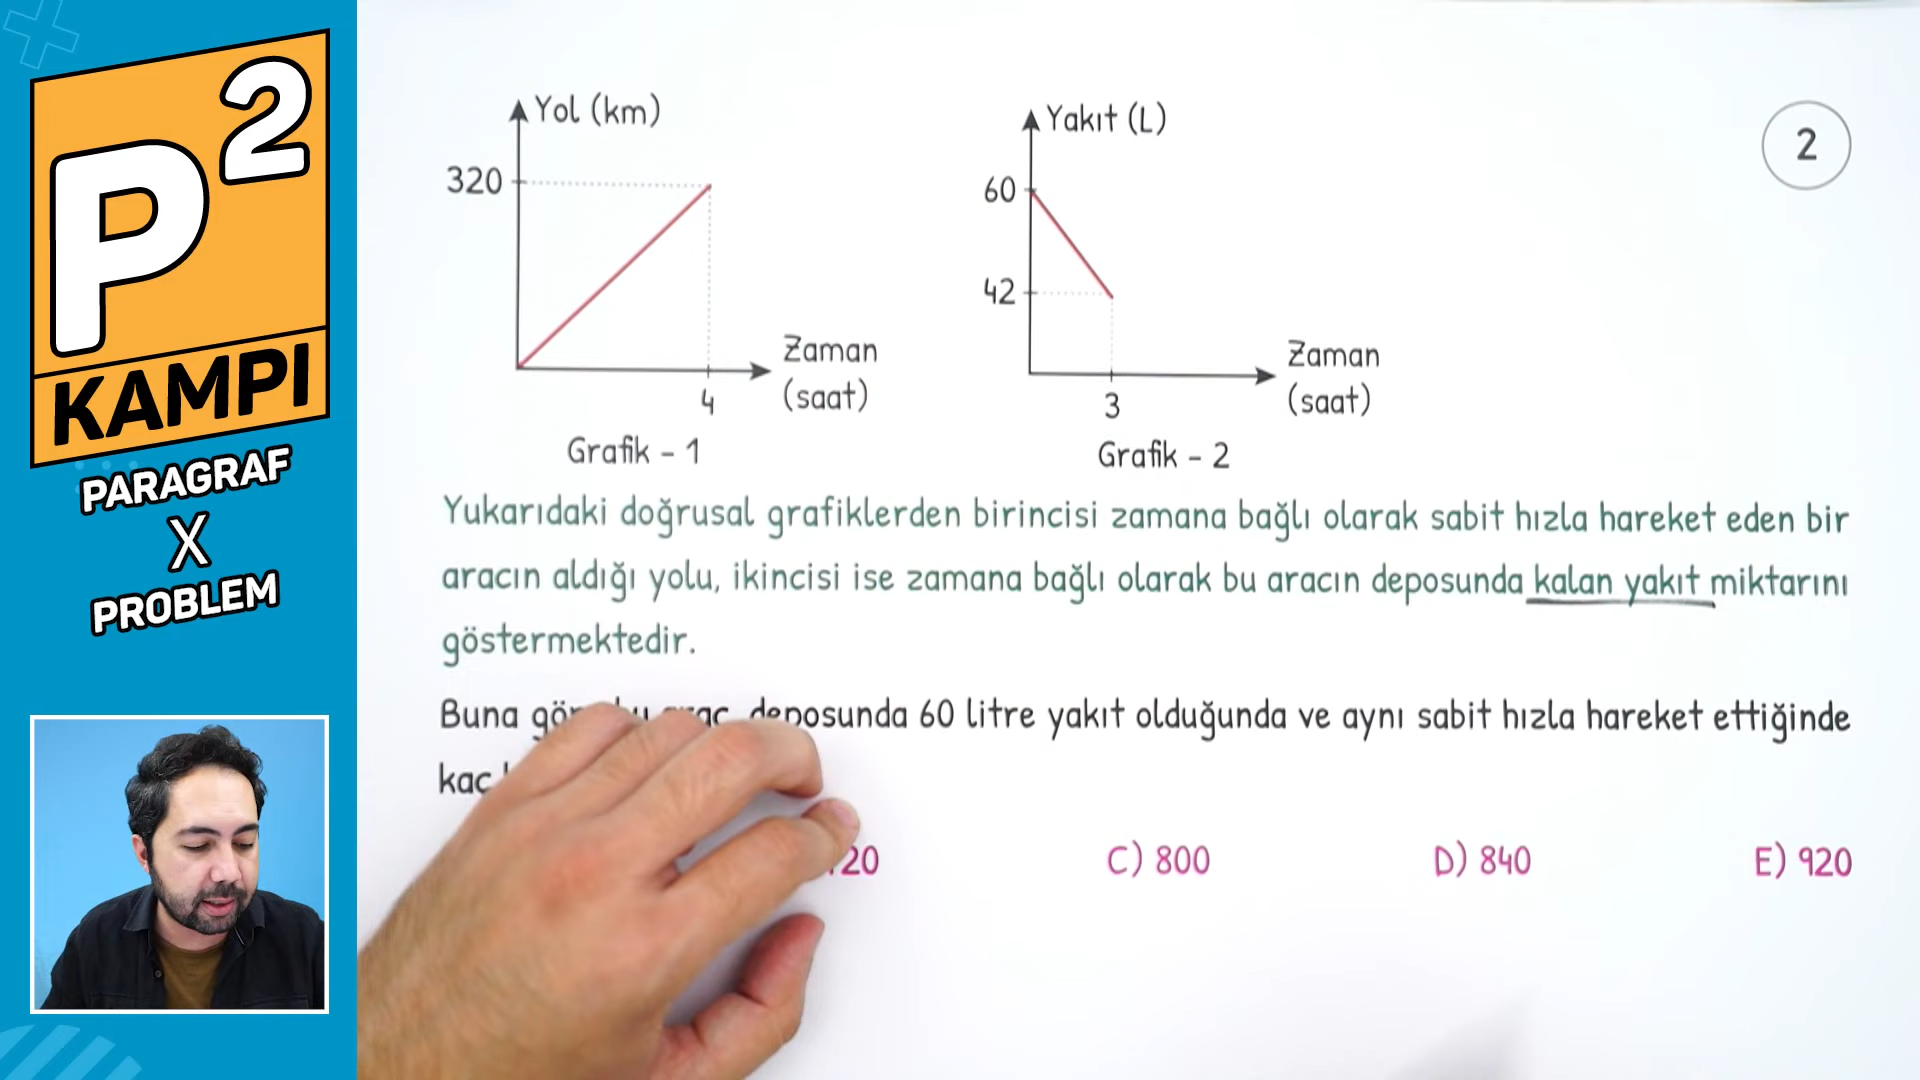 P2
KAMPI
PARAGRAF
X
PROBLEM
Yol (km)
320
4
Zaman
(saat)
Grafik - 1
Yakıt (L)
60
42
3
Zaman
(saat)
Grafik - 2
2
Yukarıdaki doğrusal grafiklerden birincisi zamana bağlı olarak sabit hızla hareket eden bir
aracın aldığı yolu, ikincisi ise zamana bağlı olarak bu aracın deposunda kalan yakıt miktarını
göstermektedir.
Buna deposunda 60 litre yakıt olduğunda ve aynı sabit hızla hareket ettiğinde
kaç
20
C) 800
D) 840
E) 920